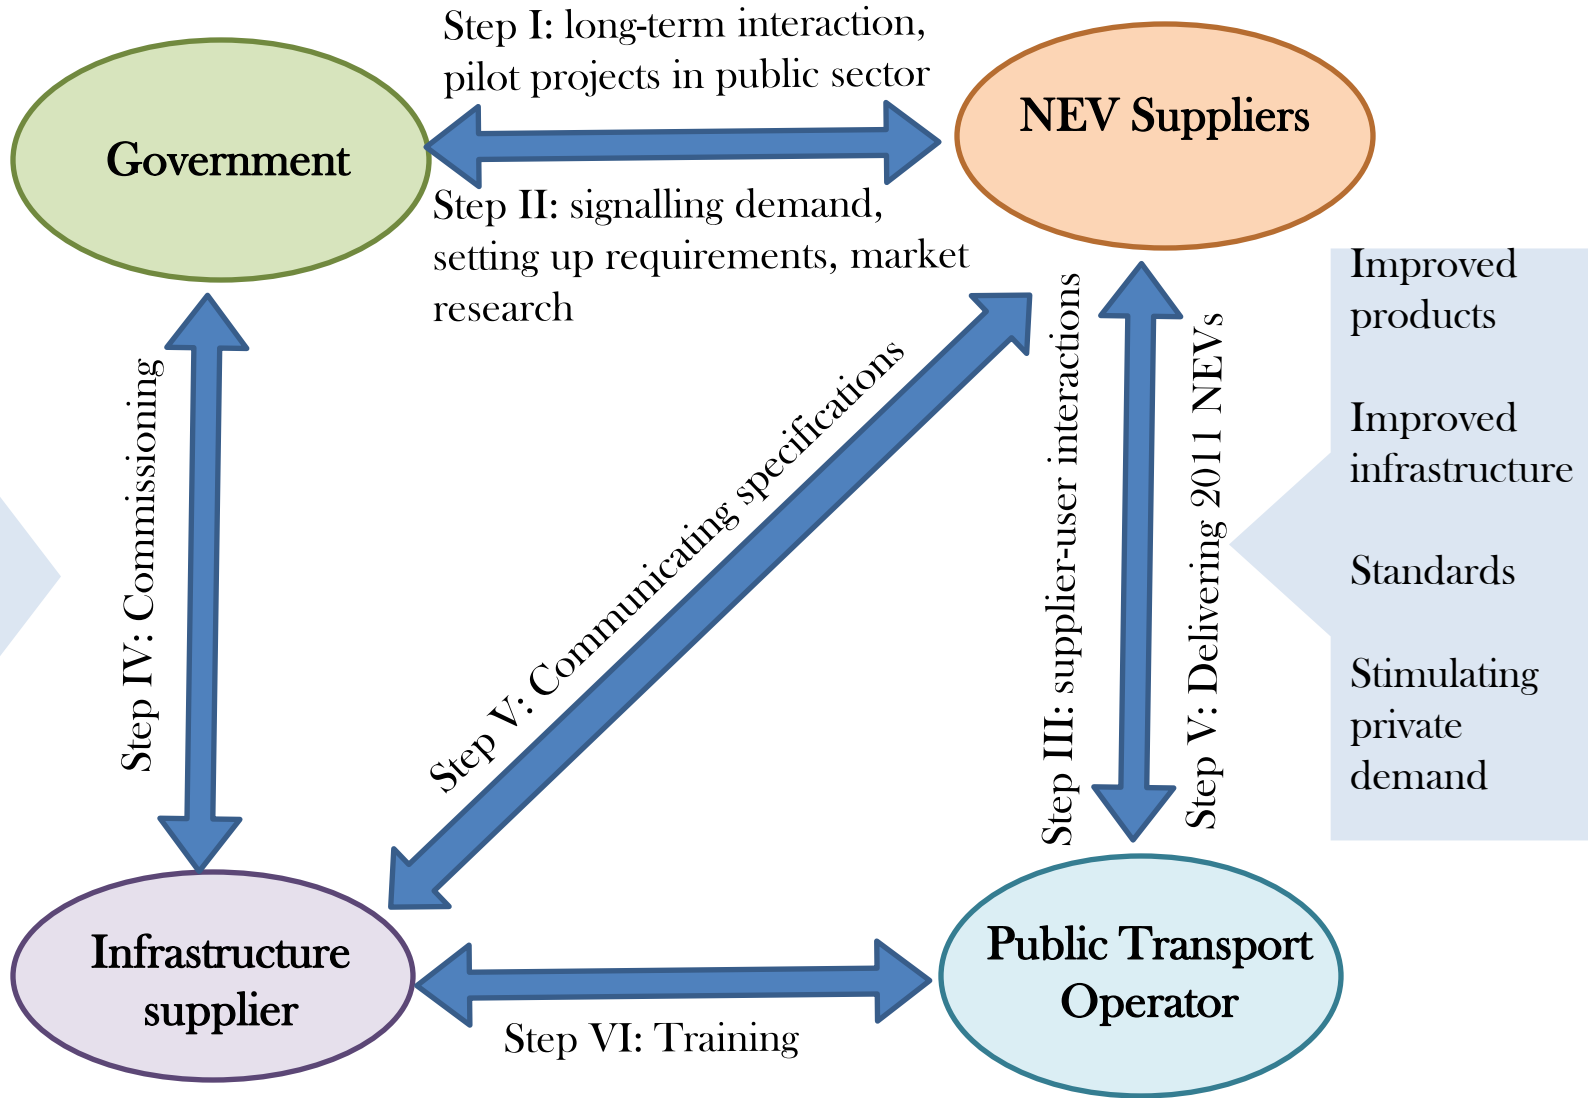 Step I: long-term interaction,
pilot projects in public sector
Government
NEV Suppliers
Step II: signalling demand,
setting up requirements, market
research
Step IV: Commissioning
Step V: Communicating specifications
Step III: supplier-user interactions
Step V: Delivering 2011 NEVs
Improved
products
Improved
infrastructure
Standards
Stimulating
private
demand
Infrastructure
supplier
Step VI: Training
Public Transport
Operator